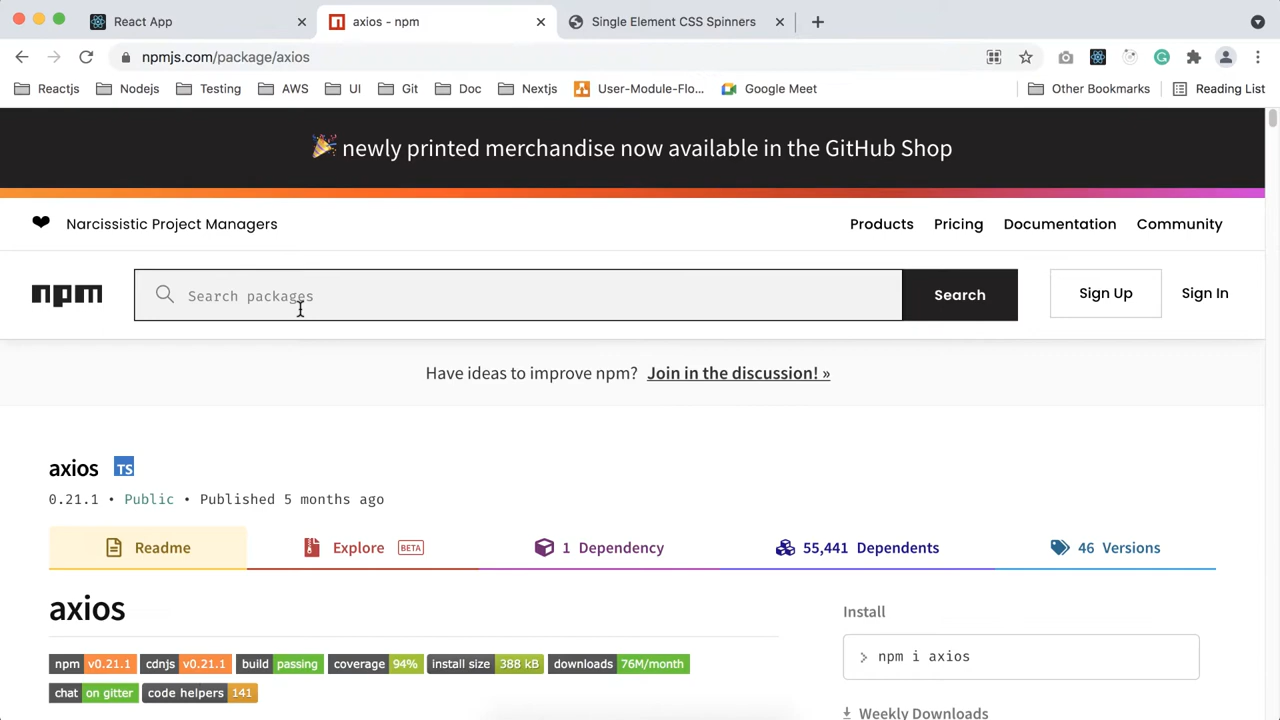 React App
axios - npm
Single Element CSS Spinners
npmjs.com/package/axios
Reactjs
Nodejs
Testing
AWS
UI
Git
Doc
Nextjs
User-Module-Flo...
Google Meet
Other Bookmarks
Reading List
newly printed merchandise now available in the GitHub Shop
Narcissistic Project Managers
Products
Pricing
Documentation
Community
npm
Search packages
Search
Sign Up
Sign In
Have ideas to improve npm? Join in the discussion! »
axios TS
0.21.1 • Public • Published 5 months ago
Readme
Explore BETA
1 Dependency
55,441 Dependents
46 Versions
axios
npm v0.21.1 cdnjs v0.21.1 build passing coverage 94% install size 388 kB downloads 76M/month
chat on gitter code helpers 141
Install
> npm i axios
Weekly Downloads